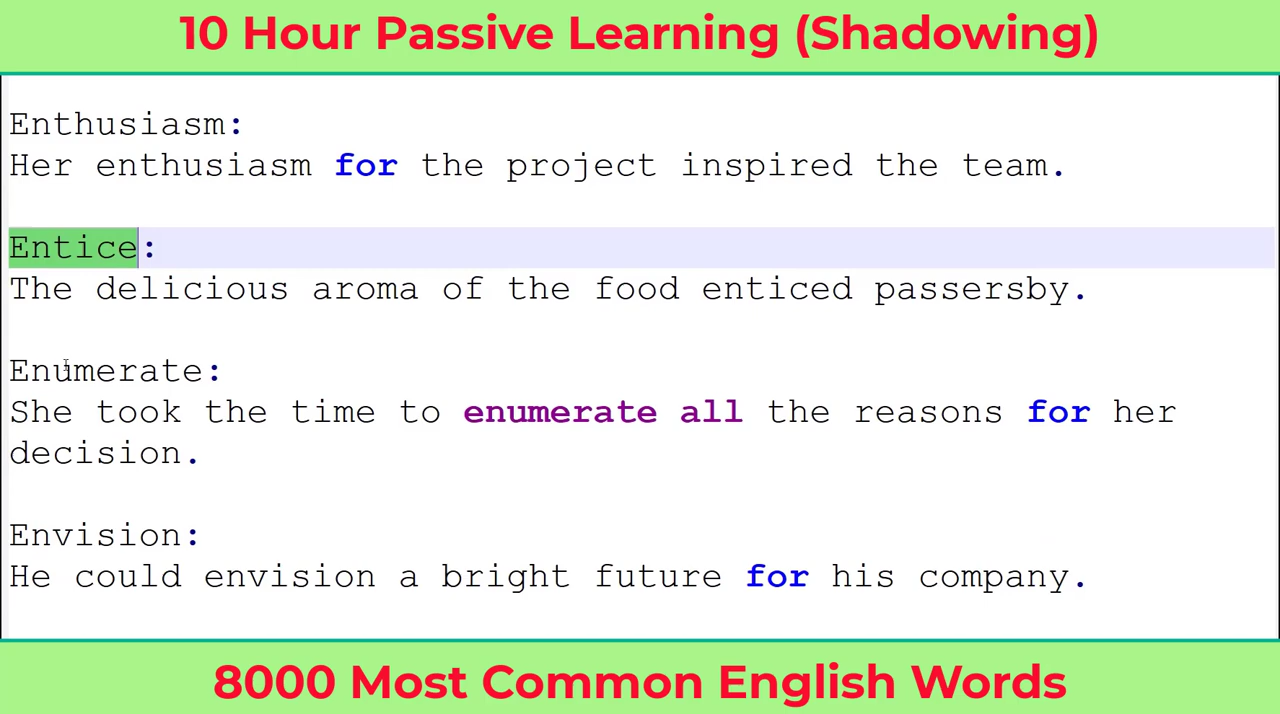 10 Hour Passive Learning (Shadowing)
Enthusiasm:
Her enthusiasm for the project inspired the team.
Entice:
The delicious aroma of the food enticed passersby.
Enumerate:
She took the time to enumerate all the reasons for her
decision.
Envision:
He could envision a bright future for his company.
8000 Most Common English Words